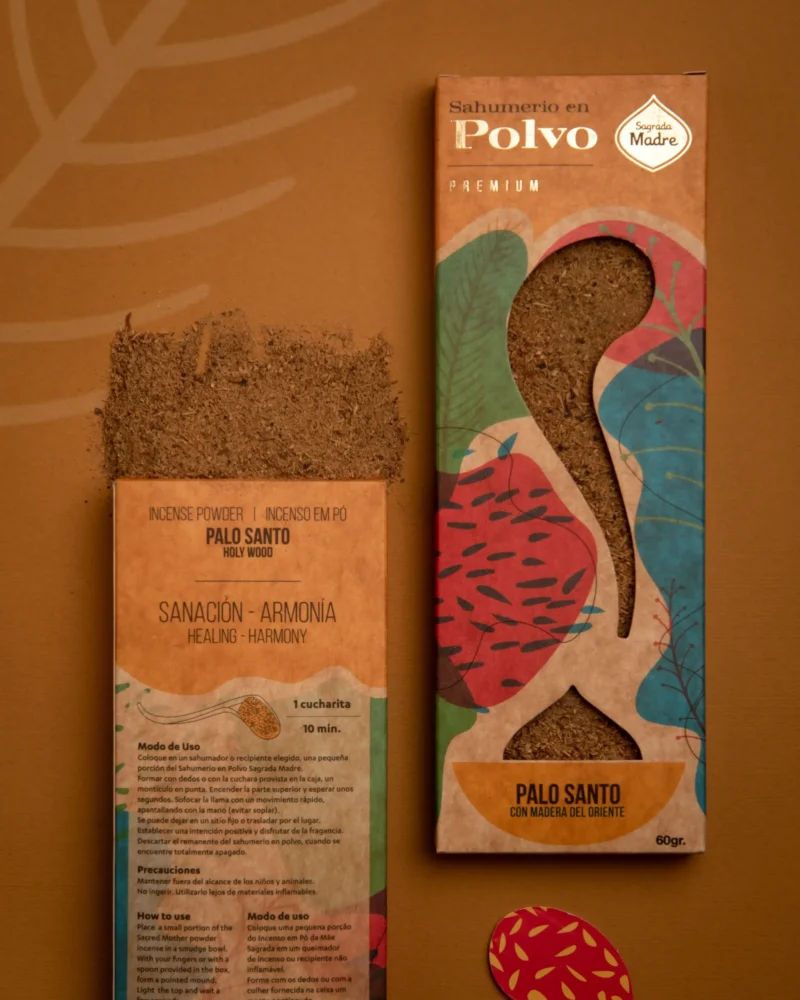 Sahumerio en
Polvo
Sagrada
Madre
PREMIUM
PALO SANTO
CON MADERA DEL ORIENTE
60gr.
INCENSE POWDER | INCENSO EM PÓ
PALO SANTO
HOLY WOOD
SANACIÓN - ARMONÍA
HEALING - HARMONY
1 cucharita
10 min.
Modo de Uso
Coloque en un sahumador o recipiente elegido, una pequeña
porción del Sahumerio en Polvo Sagrada Madre.
Formar con dedos o con la cuchara provista en la caja, un
montículo en punta. Encender la parte superior y esperar unos
segundos. Sofocar la llama con un movimiento rápido,
apantallando con la mano (evitar soplar).
Se puede dejar en un sitio fijo o trasladar por el lugar.
Establecer una intención positiva y disfrutar de la fragancia.
Descartar el remanente del sahumerio en polvo, cuando se
encuentre totalmente apagado.
Precauciones
Mantener fuera del alcance de los niños y animales.
No ingerir. Utilizarlo lejos de materiales inflamables.
How to use
Place a small portion of the
Sacred Mother powder
incense in a smudge bowl.
With your fingers or with a
spoon provided in the box,
form a pointed mound.
Light the top and wait a
Modo de uso
Coloque uma pequena porção
do Incenso em Pó da Mãe
Sagrada em um queimador
de incenso ou recipiente não
inflamável.
Forme com os dedos ou com a
colher fornecida na caixa um